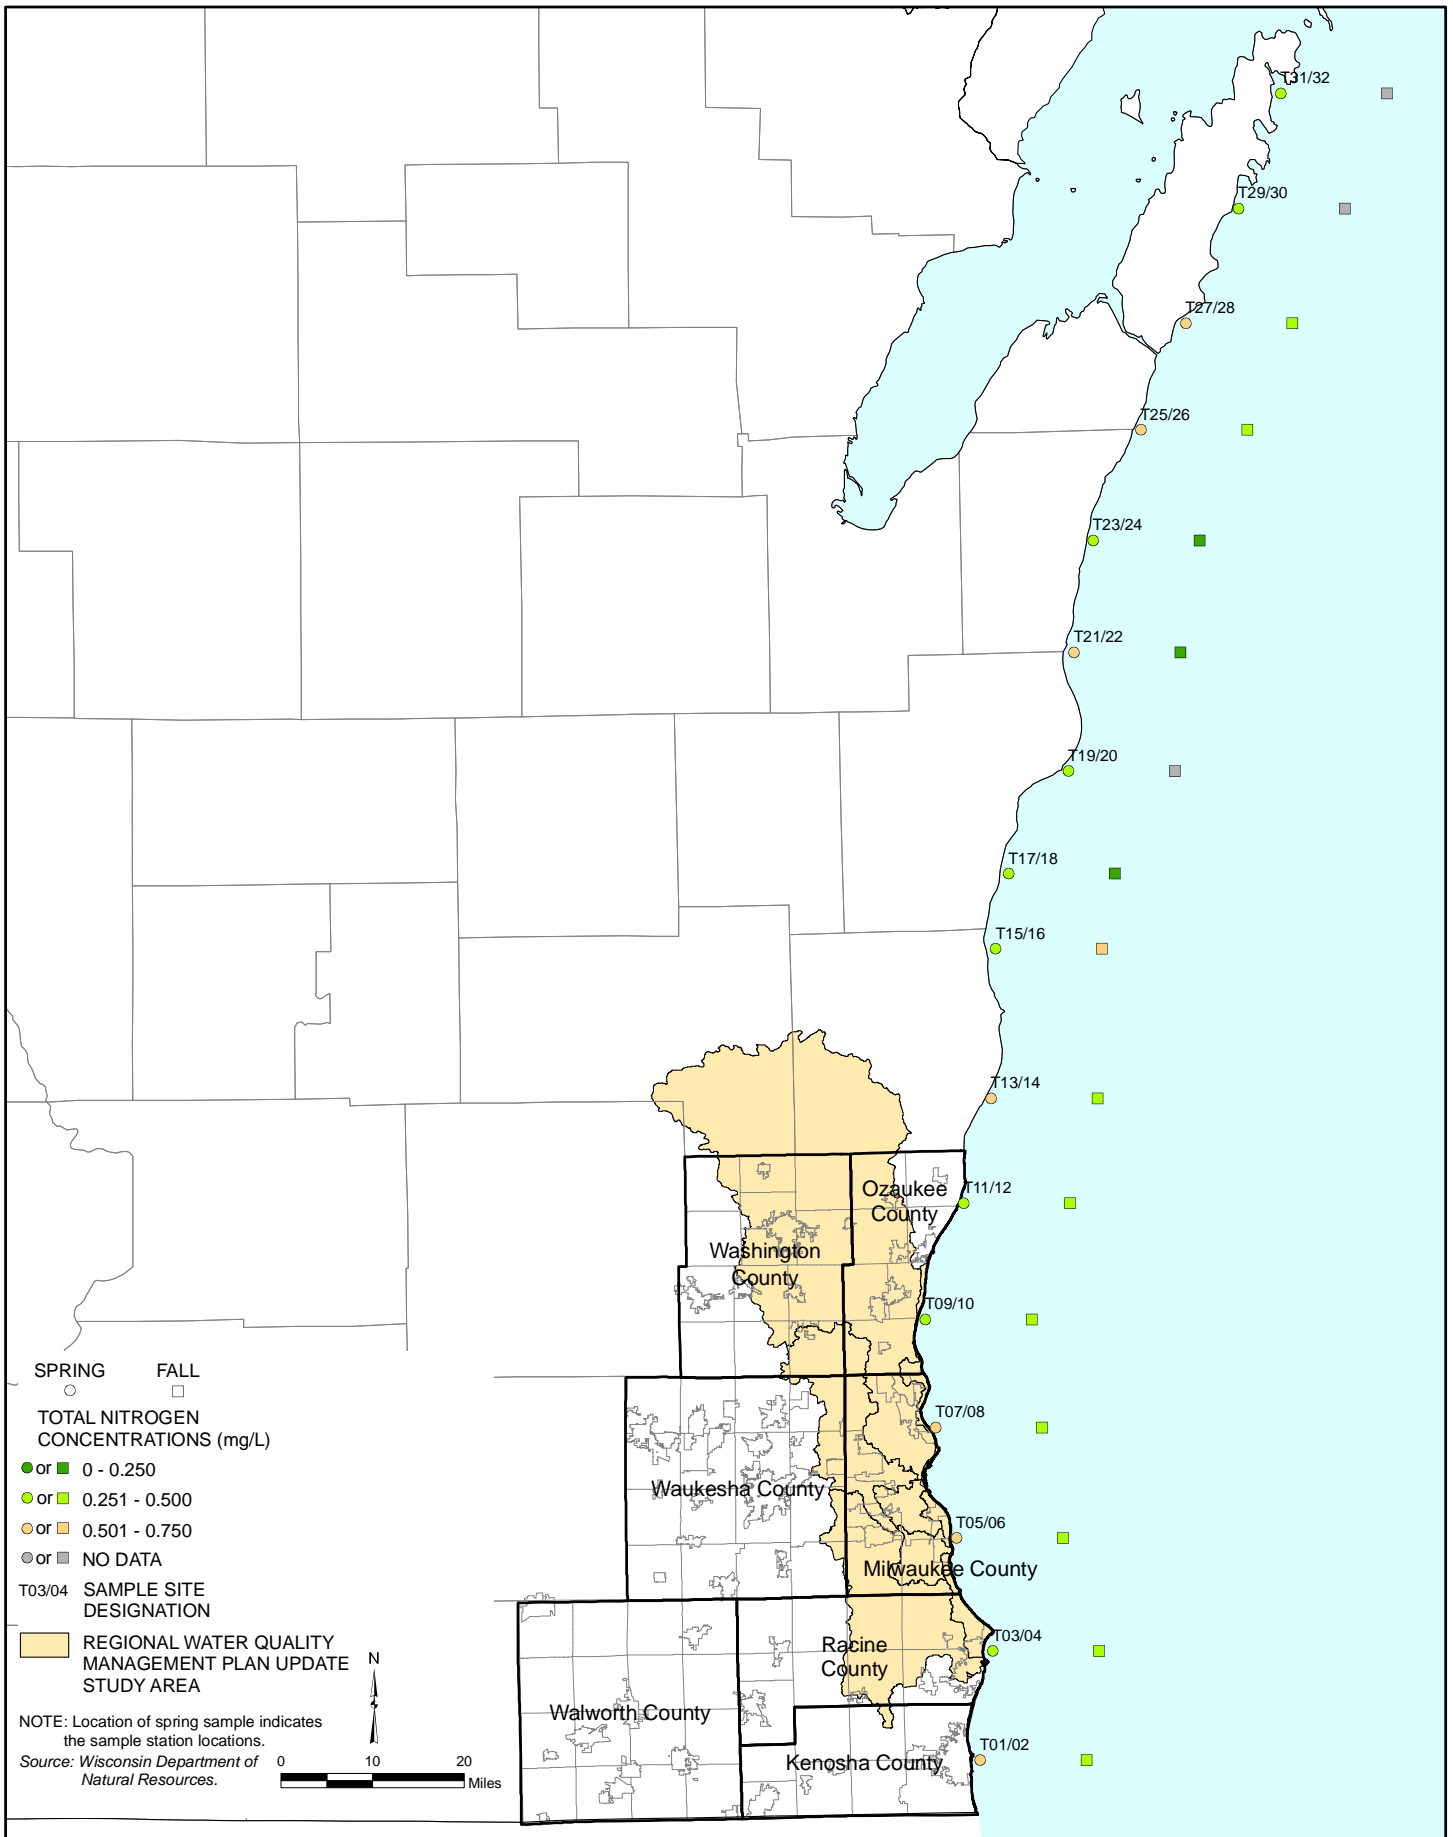 T31/32
T29/30
T27/28
T25/26
T23/24
T21/22
T19/20
T17/18
T15/16
T13/14
T11/12
Ozaukee
County
Washington
County
T09/10
T07/08
Waukesha County
T05/06
Milwaukee County
T03/04
Racine
County
Walworth County
Kenosha County
T01/02
SPRING FALL
TOTAL NITROGEN
CONCENTRATIONS (mg/L)
or 0 - 0.250
or 0.251 - 0.500
or 0.501 - 0.750
or NO DATA
T03/04 SAMPLE SITE
DESIGNATION
REGIONAL WATER QUALITY
MANAGEMENT PLAN UPDATE
STUDY AREA
N
NOTE: Location of spring sample indicates
the sample station locations.
Source: Wisconsin Department of
Natural Resources.
0 10 20
Miles